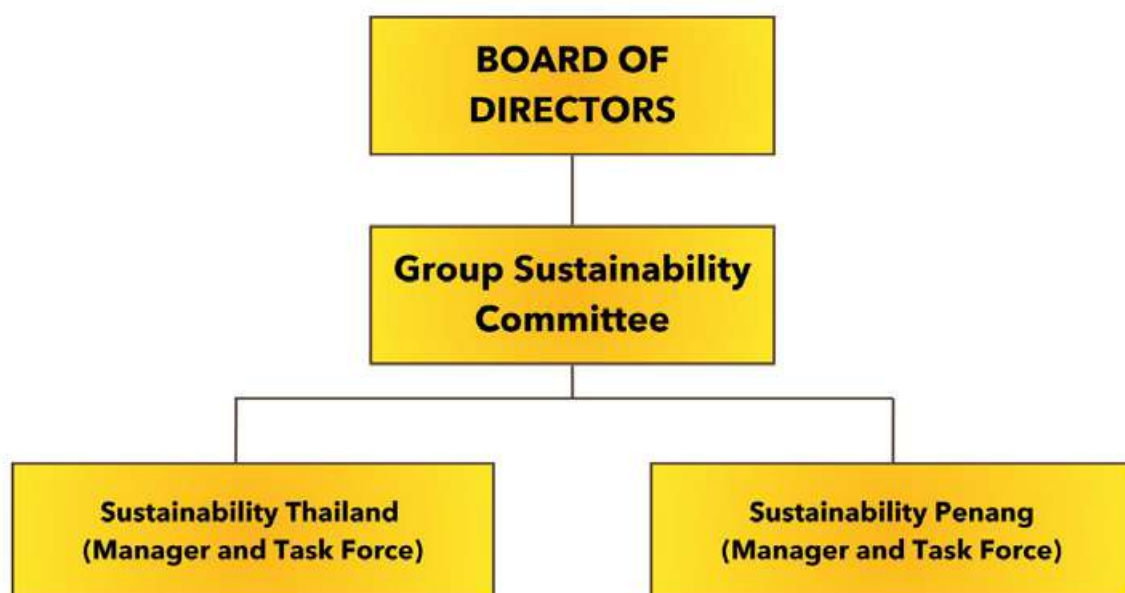 BOARD OF
DIRECTORS
Group Sustainability
Committee
Sustainability Thailand
(Manager and Task Force)
Sustainability Penang
(Manager and Task Force)